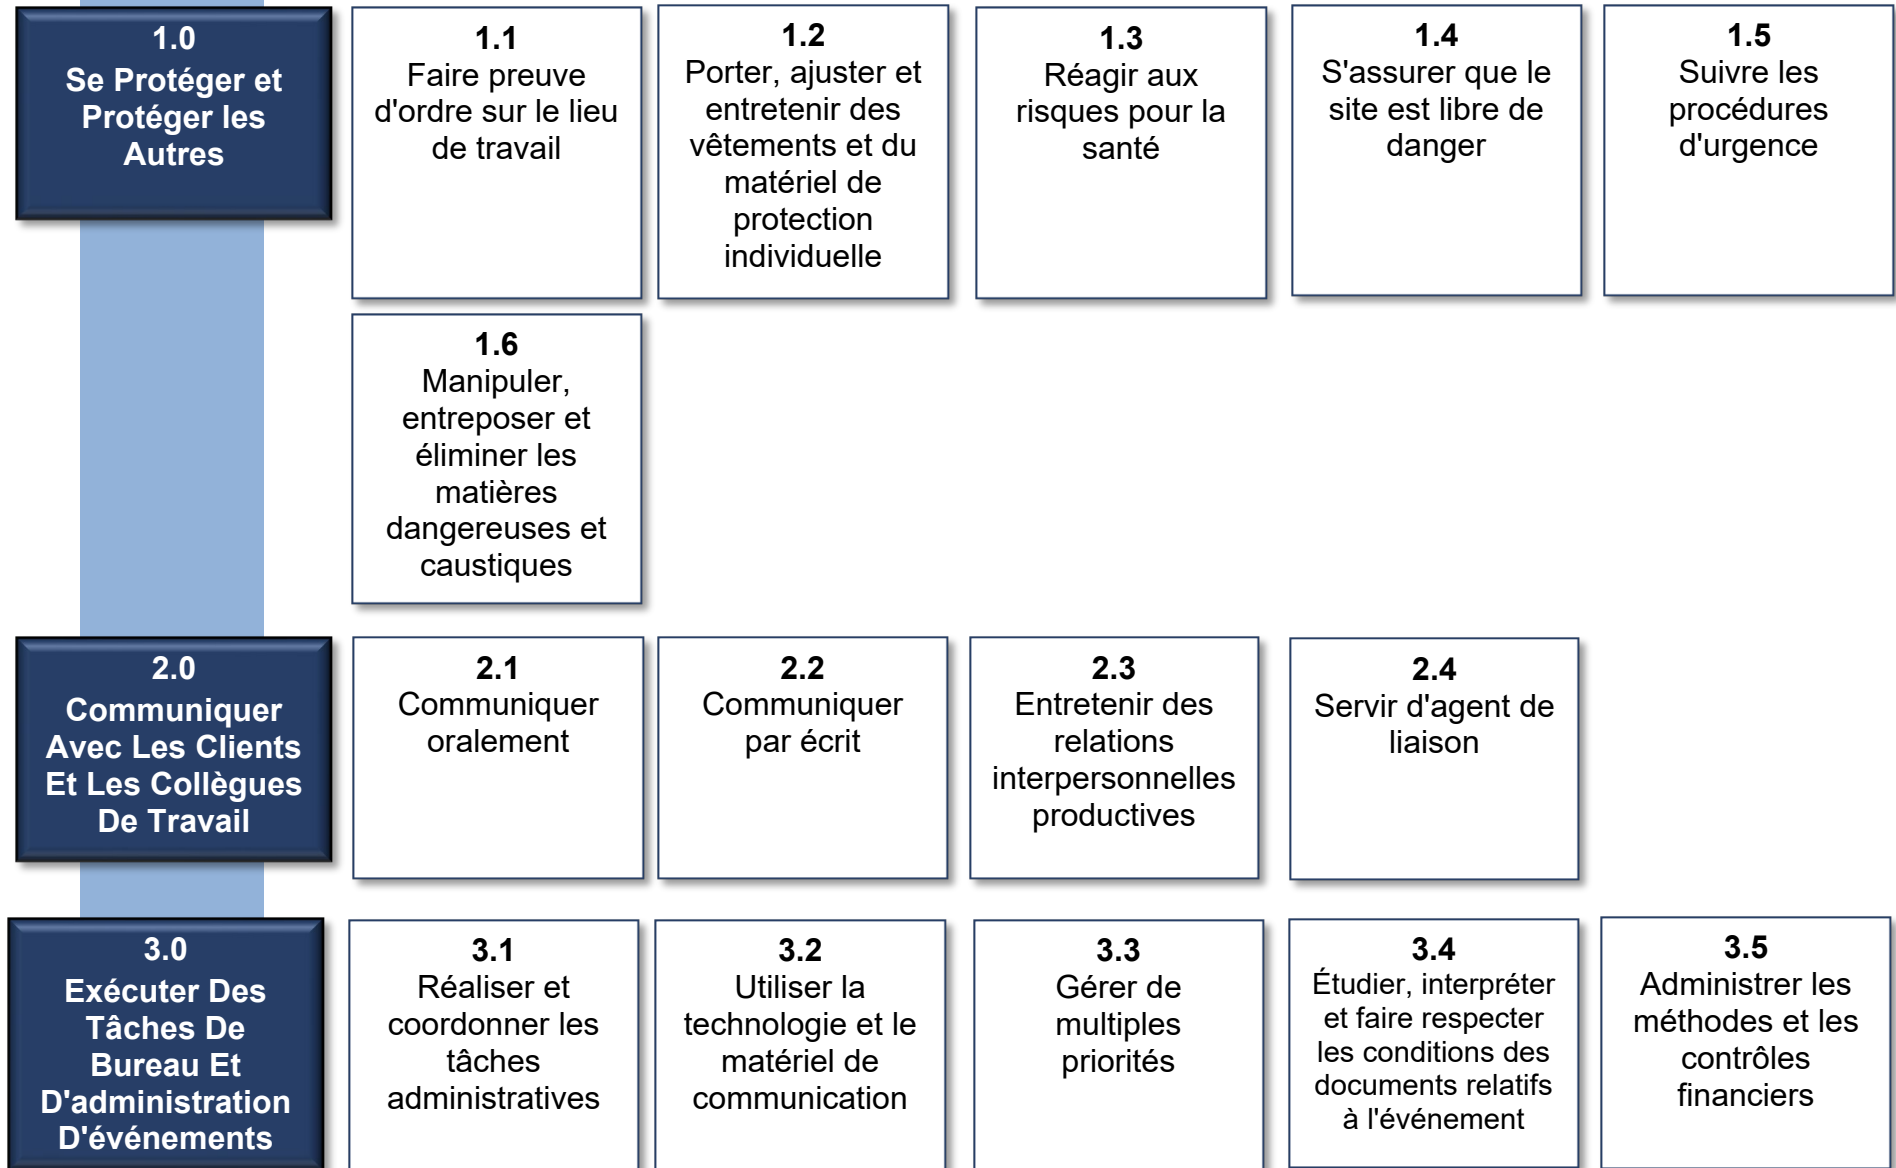 1.0
Se Protéger et
Protéger les
Autres
1.1
Faire preuve
d'ordre sur le lieu
de travail
1.2
Porter, ajuster et
entretenir des
vêtements et du
matériel de
protection
individuelle
1.3
Réagir aux
risques pour la
santé
1.4
S'assurer que le
site est libre de
danger
1.5
Suivre les
procédures
d'urgence
1.6
Manipuler,
entreposer et
éliminer les
matières
dangereuses et
caustiques
2.0
Communiquer
Avec Les Clients
Et Les Collègues
De Travail
2.1
Communiquer
oralement
2.2
Communiquer
par écrit
2.3
Entretenir des
relations
interpersonnelles
productives
2.4
Servir d'agent de
liaison
3.0
Exécuter Des
Tâches De
Bureau Et
D'administration
D'événements
3.1
Réaliser et
coordonner les
tâches
administratives
3.2
Utiliser la
technologie et le
matériel de
communication
3.3
Gérer de
multiples
priorités
3.4
Étudier, interpréter
et faire respecter
les conditions des
documents relatifs
à l'événement
3.5
Administrer les
méthodes et les
contrôles
financiers